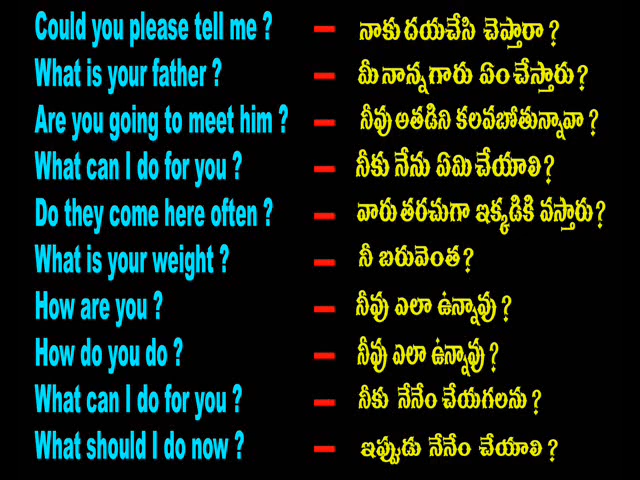 Could you please tell me ? – నాకు దయచేసి చెప్తారా ?
What is your father ? – మీ నాన్నగారు ఏం చేస్తారు ?
Are you going to meet him ? – నీవు అతడిని కలవబోతున్నావా ?
What can I do for you ? – నీకు నేను ఏమి చేయాలి ?
Do they come here often ? – వారు తరచుగా ఇక్కడికి వస్తారు ?
What is your weight ? – నీ బరువెంత ?
How are you ? – నీవు ఎలా ఉన్నావు ?
How do you do ? – నీవు ఎలా ఉన్నావు ?
What can I do for you ? – నీకు నేనేం చేయగలను ?
What should I do now ? – ఇప్పుడు నేనేం చేయాలి ?